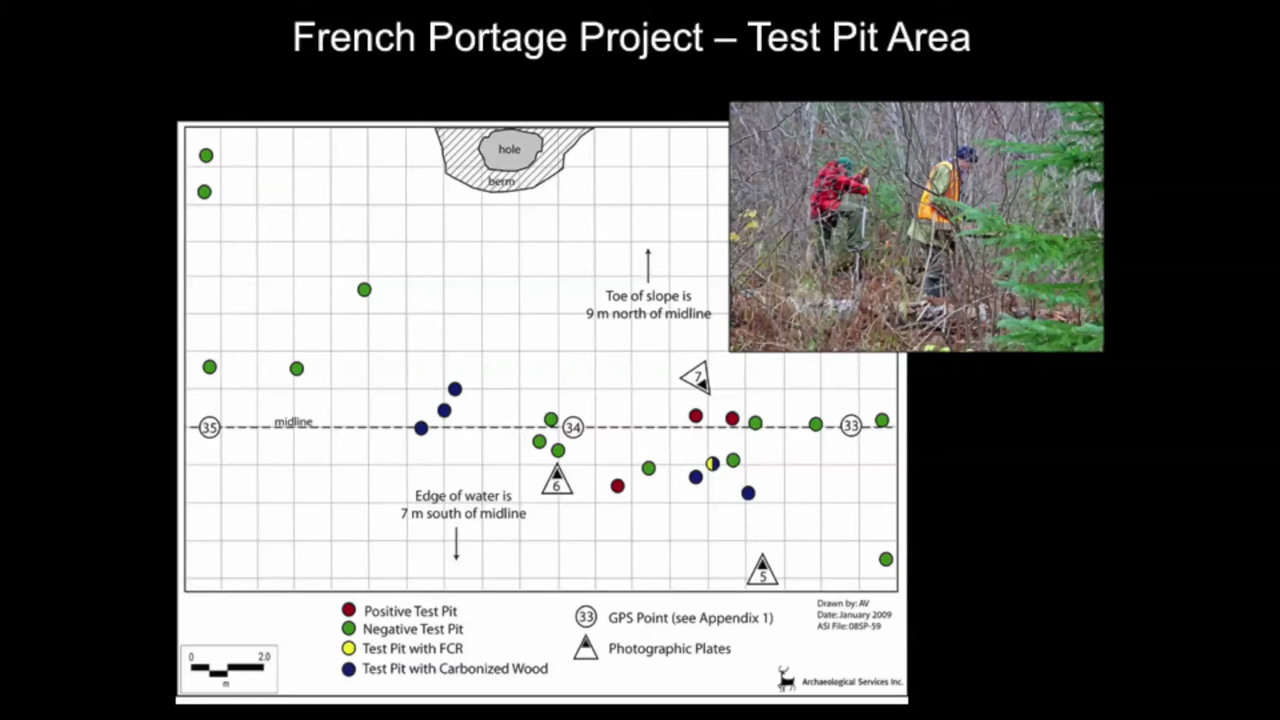 French Portage Project – Test Pit Area
hole
berm
Toe of slope is
9 m north of midline
7
35
midline
34
33
6
Edge of water is
7 m south of midline
5
Positive Test Pit
Negative Test Pit
Test Pit with FCR
Test Pit with Carbonized Wood
33 GPS Point (see Appendix 1)
Photographic Plates
Drawn by: AV
Date: January 2009
ASI File: 08SP-59
0 2.0
m
Archaeological Services Inc.